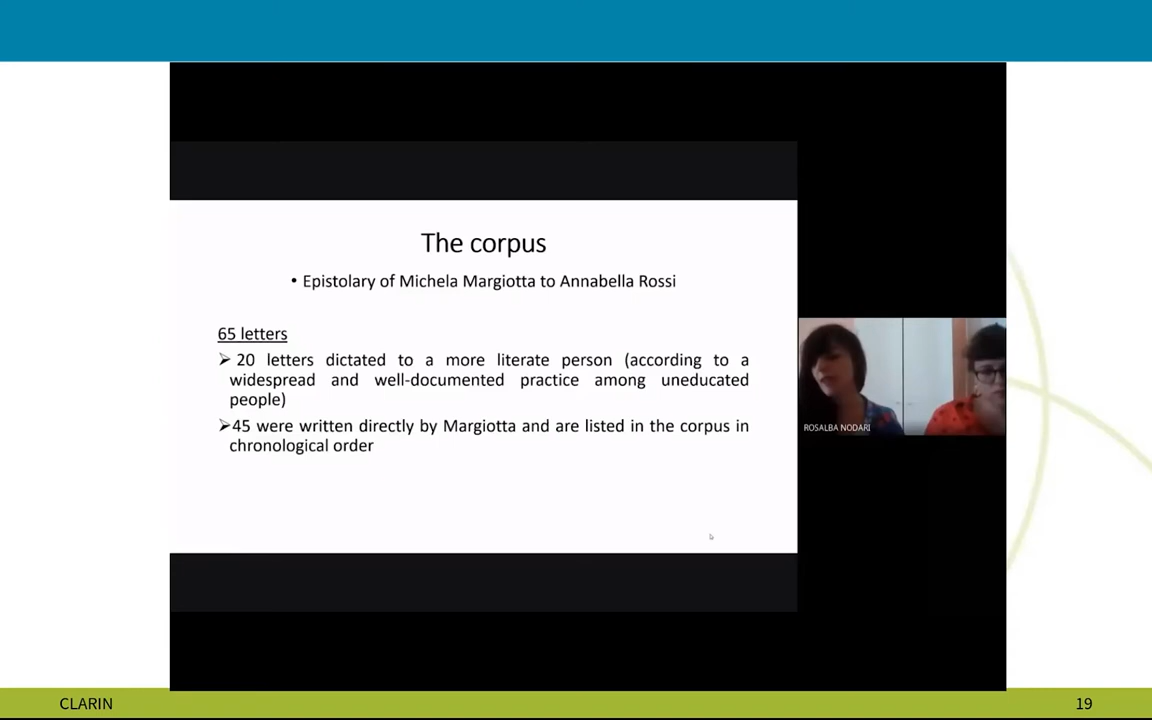 The corpus
• Epistolary of Michela Margiotta to Annabella Rossi
65 letters
➢ 20 letters dictated to a more literate person (according to a
widespread and well-documented practice among uneducated
people)
➢45 were written directly by Margiotta and are listed in the corpus in
chronological order
ROSALBA NODARI
CLARIN
19